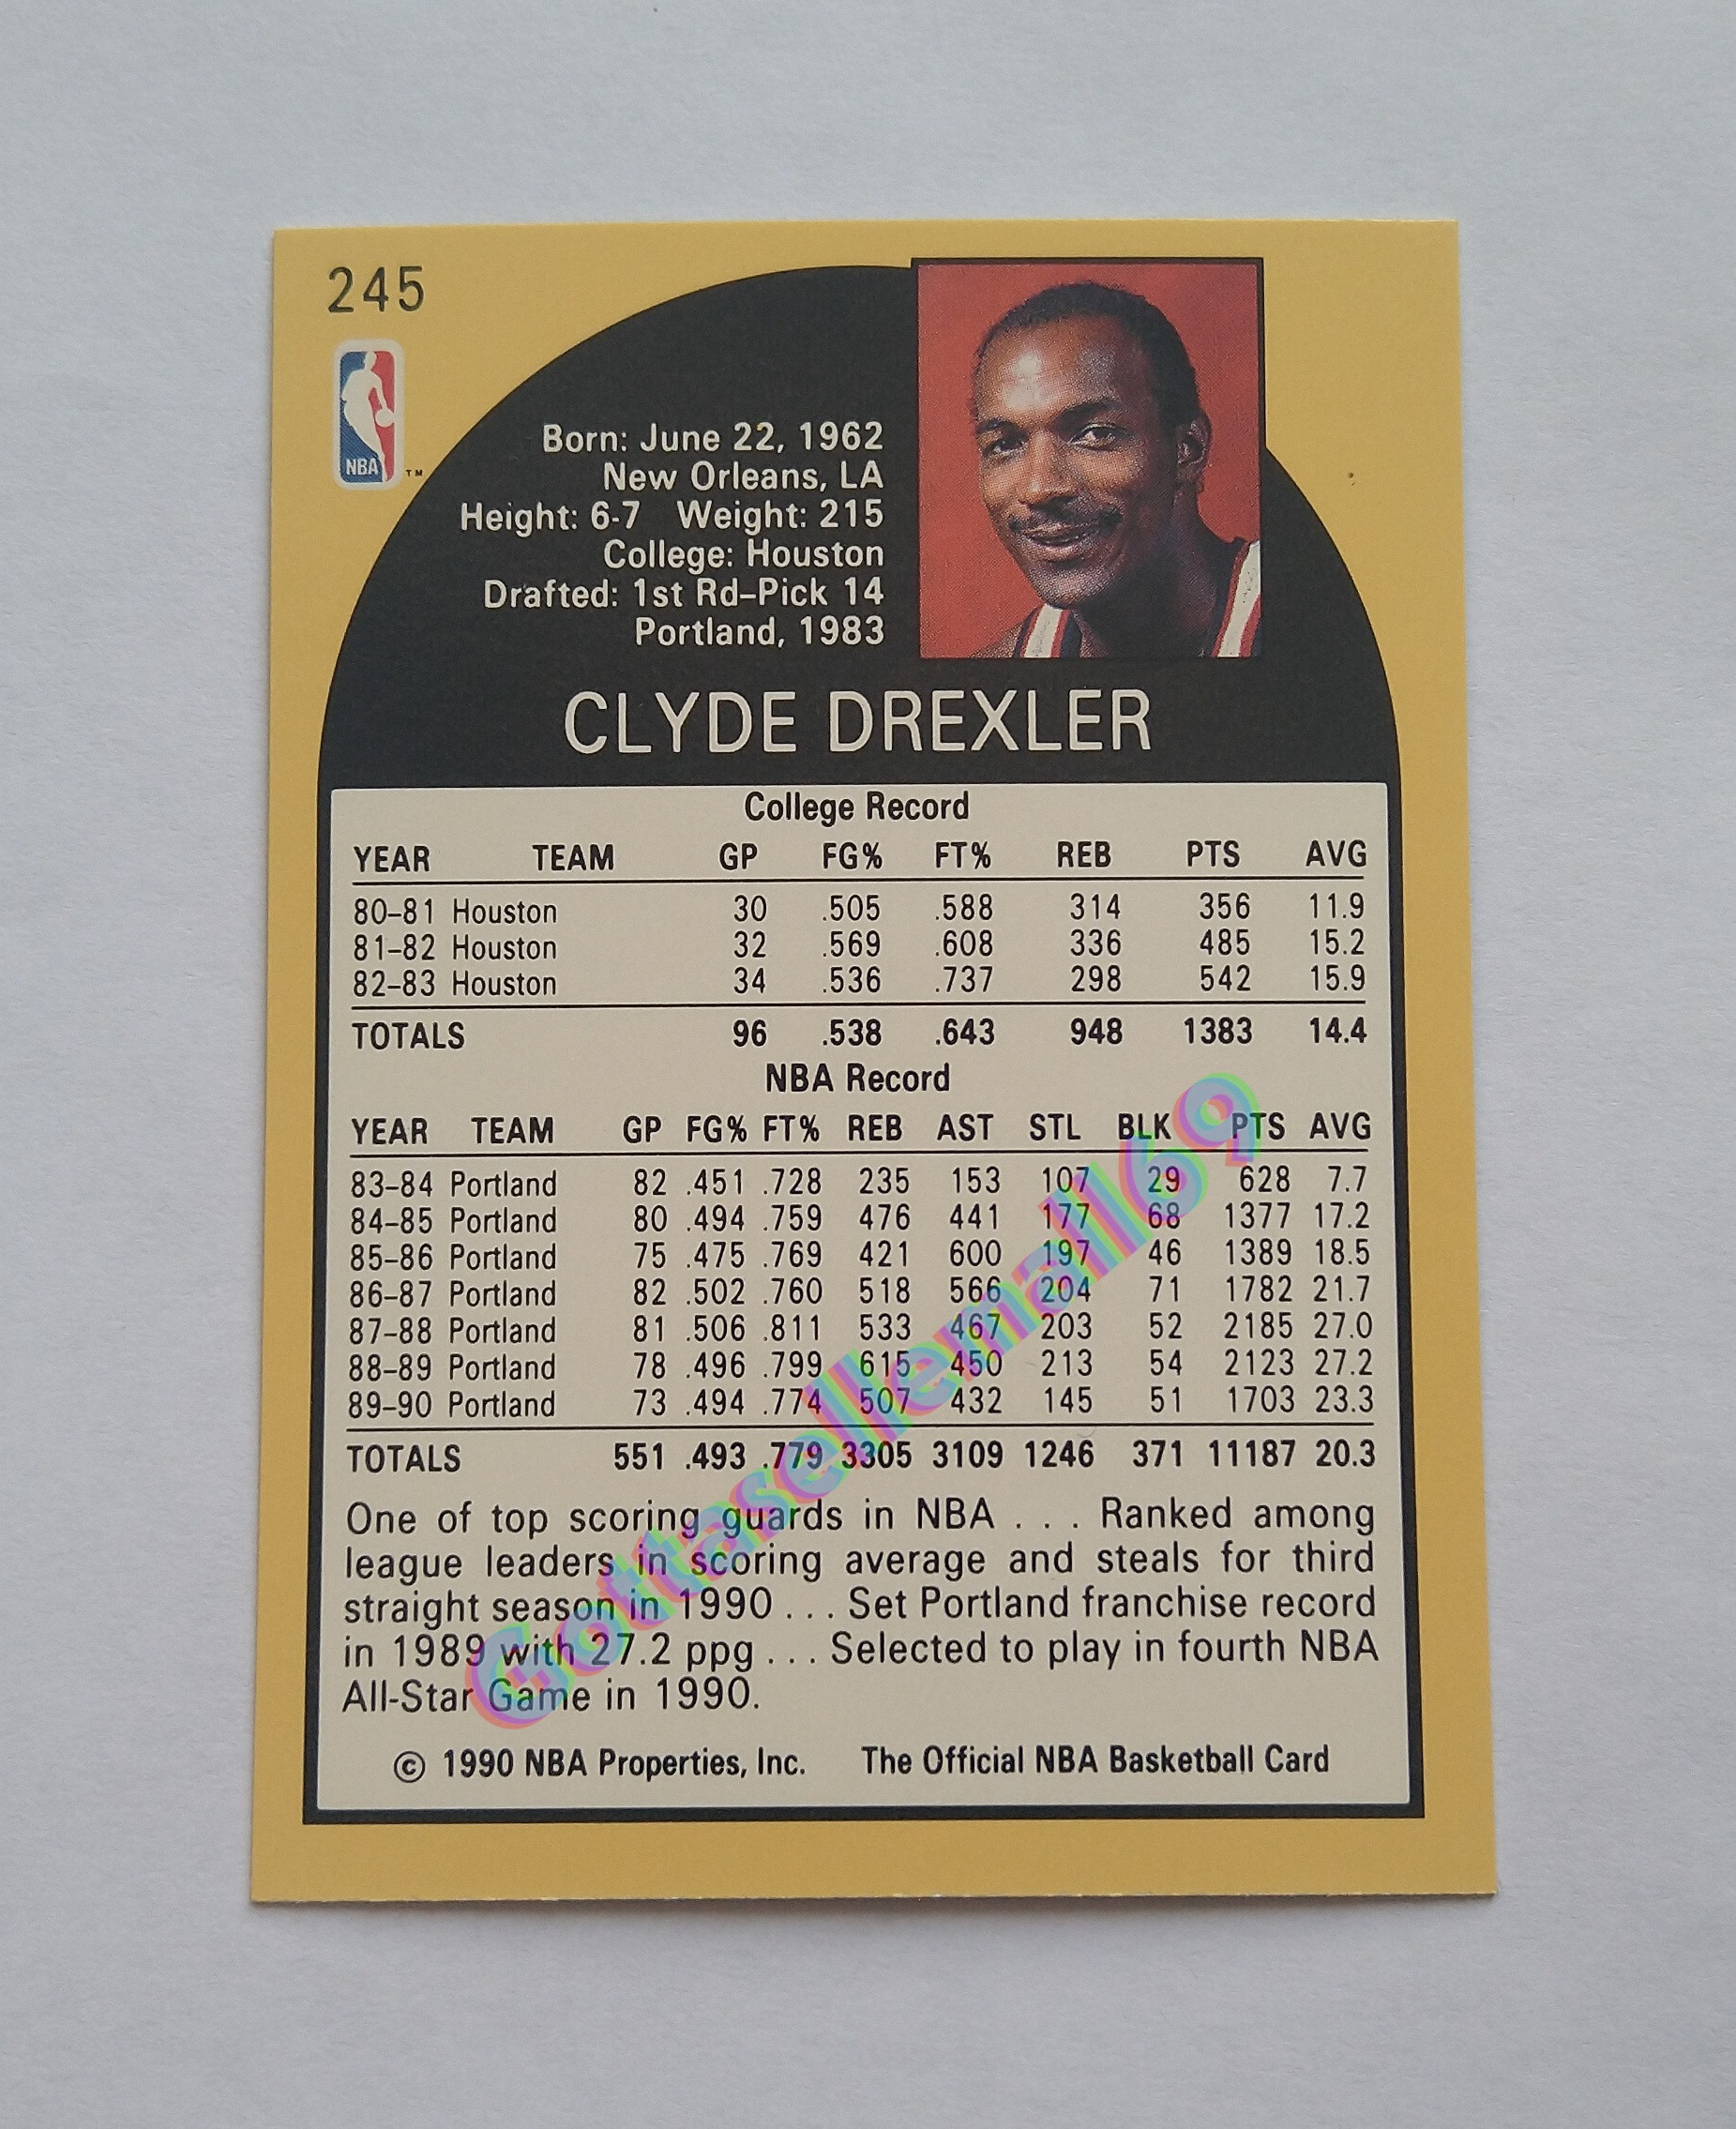 245
NBA
TM
Born: June 22, 1962
New Orleans, LA
Height: 6-7 Weight: 215
College: Houston
Drafted: 1st Rd–Pick 14
Portland, 1983
CLYDE DREXLER
College Record
YEAR TEAM GP FG% FT% REB PTS AVG
80–81 Houston 30 .505 .588 314 356 11.9
81–82 Houston 32 .569 .608 336 485 15.2
82–83 Houston 34 .536 .737 298 542 15.9
TOTALS 96 .538 .643 948 1383 14.4
NBA Record
YEAR TEAM GP FG% FT% REB AST STL BLK PTS AVG
83–84 Portland 82 .451 .728 235 153 107 29 628 7.7
84–85 Portland 80 .494 .759 476 441 177 68 1377 17.2
85–86 Portland 75 .475 .769 421 600 197 46 1389 18.5
86–87 Portland 82 .502 .760 518 566 204 71 1782 21.7
87–88 Portland 81 .506 .811 533 467 203 52 2185 27.0
88–89 Portland 78 .496 .799 615 450 213 54 2123 27.2
89–90 Portland 73 .494 .774 507 432 145 51 1703 23.3
TOTALS 551 .493 .779 3305 3109 1246 371 11187 20.3
One of top scoring guards in NBA . . . Ranked among
league leaders in scoring average and steals for third
straight season in 1990 . . . Set Portland franchise record
in 1989 with 27.2 ppg . . . Selected to play in fourth NBA
All-Star Game in 1990.
© 1990 NBA Properties, Inc. The Official NBA Basketball Card
Gottasellemall69